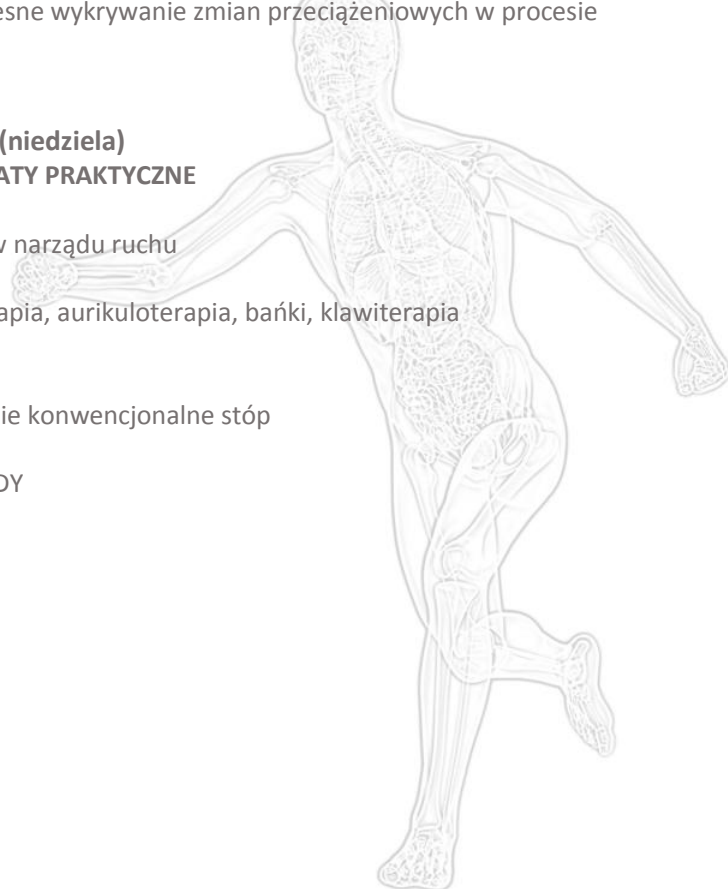 esne wykrywanie zmian przeciążeniowych w procesie
(niedziela)
ATY PRAKTYCZNE
w narządu ruchu
apia, aurikuloterapia, bańki, klawiterapia
ie konwencjonalne stóp
DY